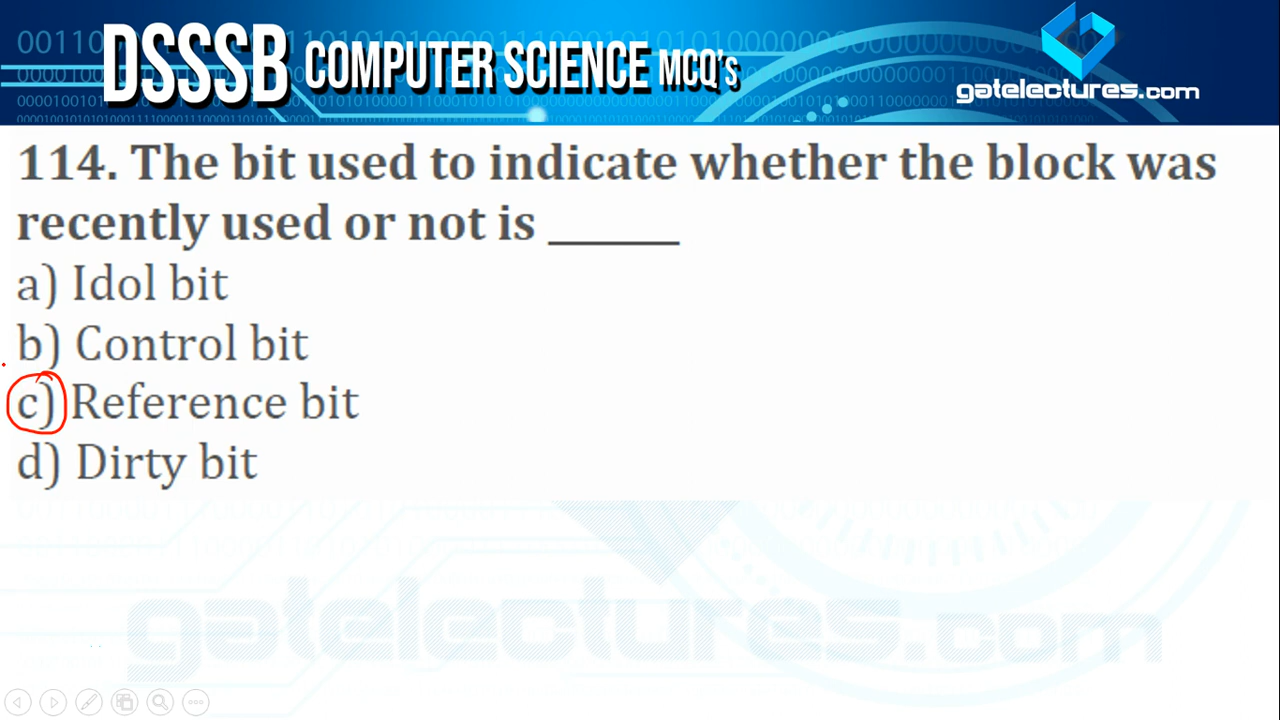 DSSSB COMPUTER SCIENCE MCQ's
gatelectures.com
114. The bit used to indicate whether the block was
recently used or not is ______
a) Idol bit
b) Control bit
c) Reference bit
d) Dirty bit
gatelectures.com